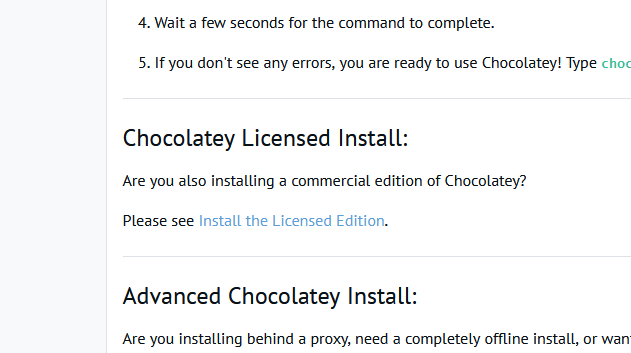 4. Wait a few seconds for the command to complete.
5. If you don't see any errors, you are ready to use Chocolatey! Type choc
Chocolatey Licensed Install:
Are you also installing a commercial edition of Chocolatey?
Please see Install the Licensed Edition.
Advanced Chocolatey Install:
Are you installing behind a proxy, need a completely offline install, or wan